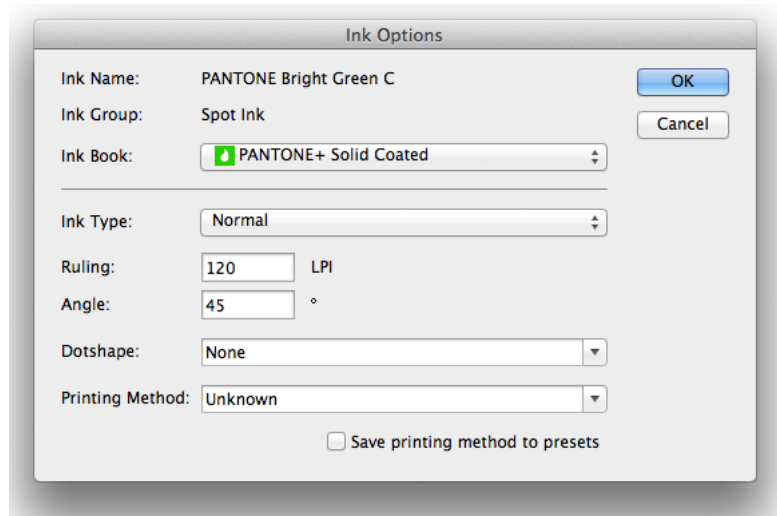 Ink Options
Ink Name: PANTONE Bright Green C
OK
Ink Group: Spot Ink
Cancel
Ink Book: PANTONE+ Solid Coated
Ink Type: Normal
Ruling: 120 LPI
Angle: 45 °
Dotshape: None
Printing Method: Unknown
Save printing method to presets